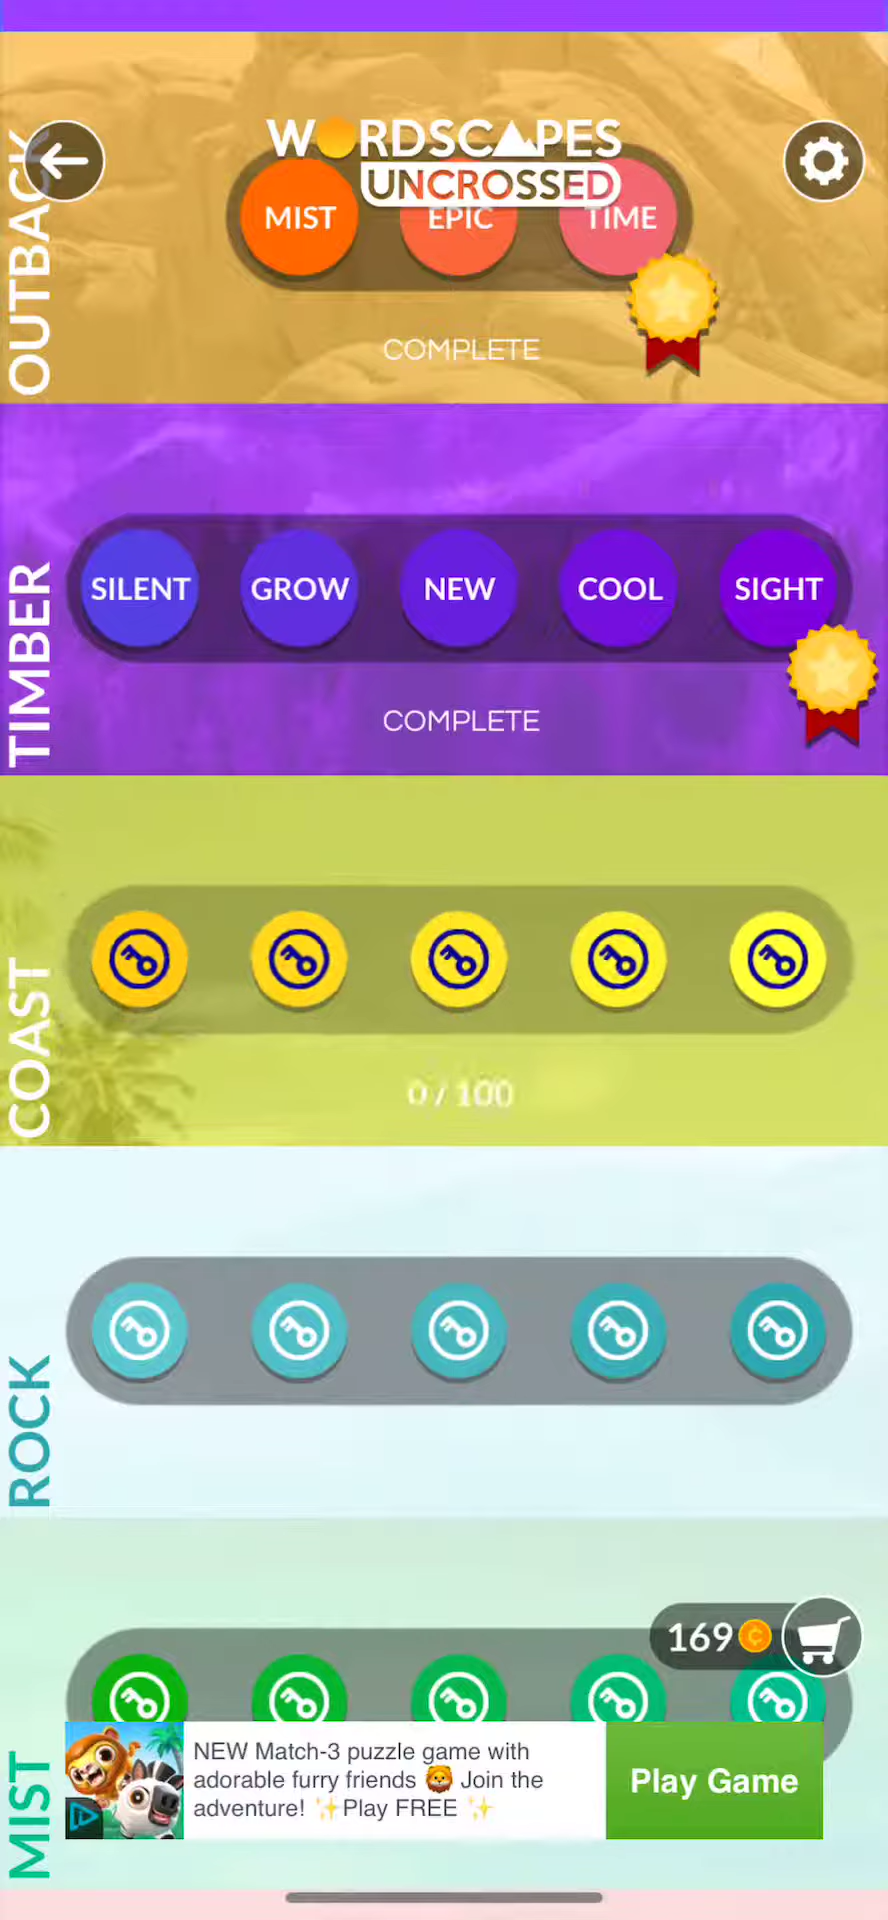 WORDSCAPES
UNCROSSED
OUTBACK
MIST
EPIC
TIME
COMPLETE
TIMBER
SILENT
GROW
NEW
COOL
SIGHT
COMPLETE
COAST
0 / 100
ROCK
169
MIST
NEW Match-3 puzzle game with
adorable furry friends 🦁 Join the
adventure! ✨Play FREE ✨
Play Game